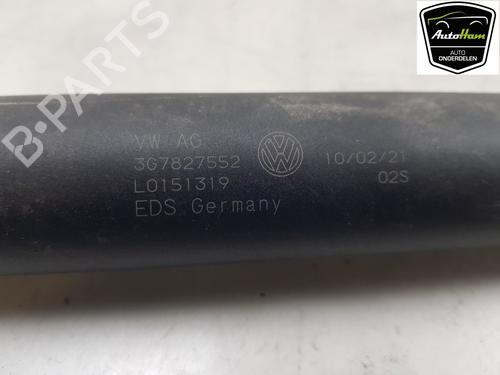 AutoHam
AUTO
ONDERDELEN
B-PARTS
VW AG
3G7827552
10/02/21
L0151319
02S
EDS Germany